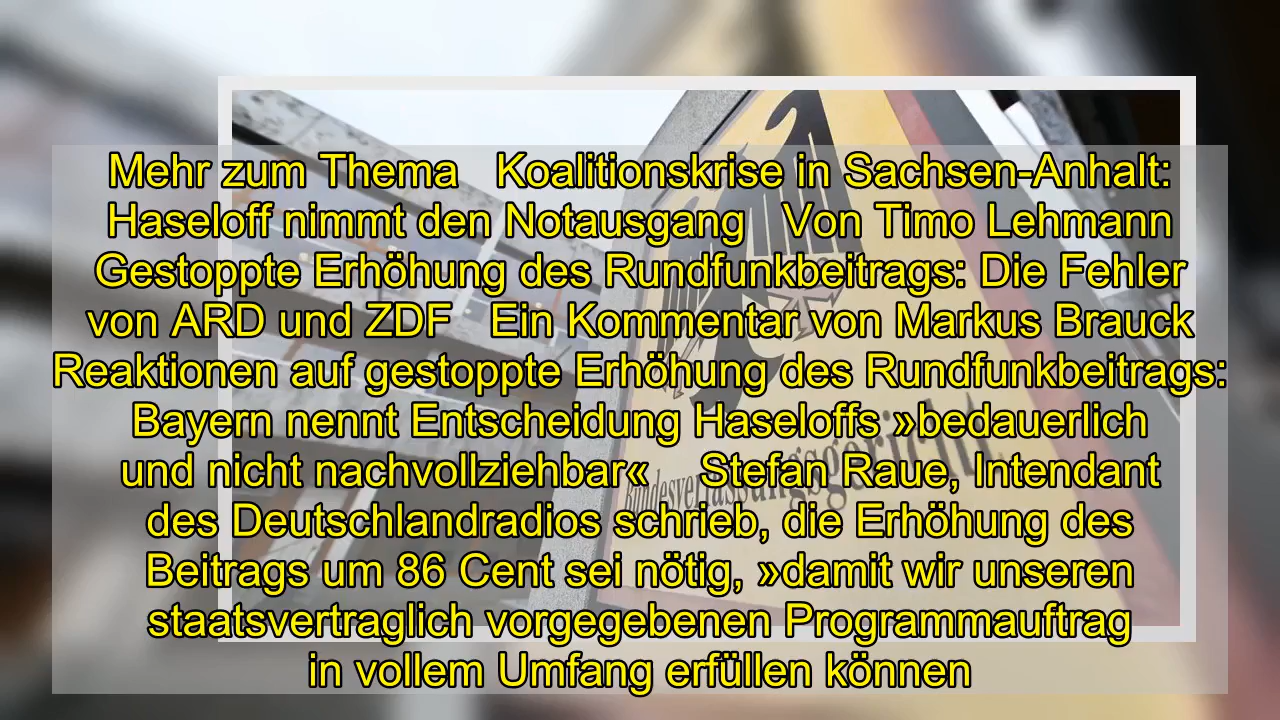 Mehr zum Thema   Koalitionskrise in Sachsen-Anhalt:
Haseloff nimmt den Notausgang   Von Timo Lehmann
Gestoppte Erhöhung des Rundfunkbeitrags: Die Fehler
von ARD und ZDF   Ein Kommentar von Markus Brauck
Reaktionen auf gestoppte Erhöhung des Rundfunkbeitrags:
Bayern nennt Entscheidung Haseloffs »bedauerlich
und nicht nachvollziehbar«    Stefan Raue, Intendant
des Deutschlandradios schrieb, die Erhöhung des
Beitrags um 86 Cent sei nötig, »damit wir unseren
staatsvertraglich vorgegebenen Programmauftrag
in vollem Umfang erfüllen können
Bundesverfassungsgericht